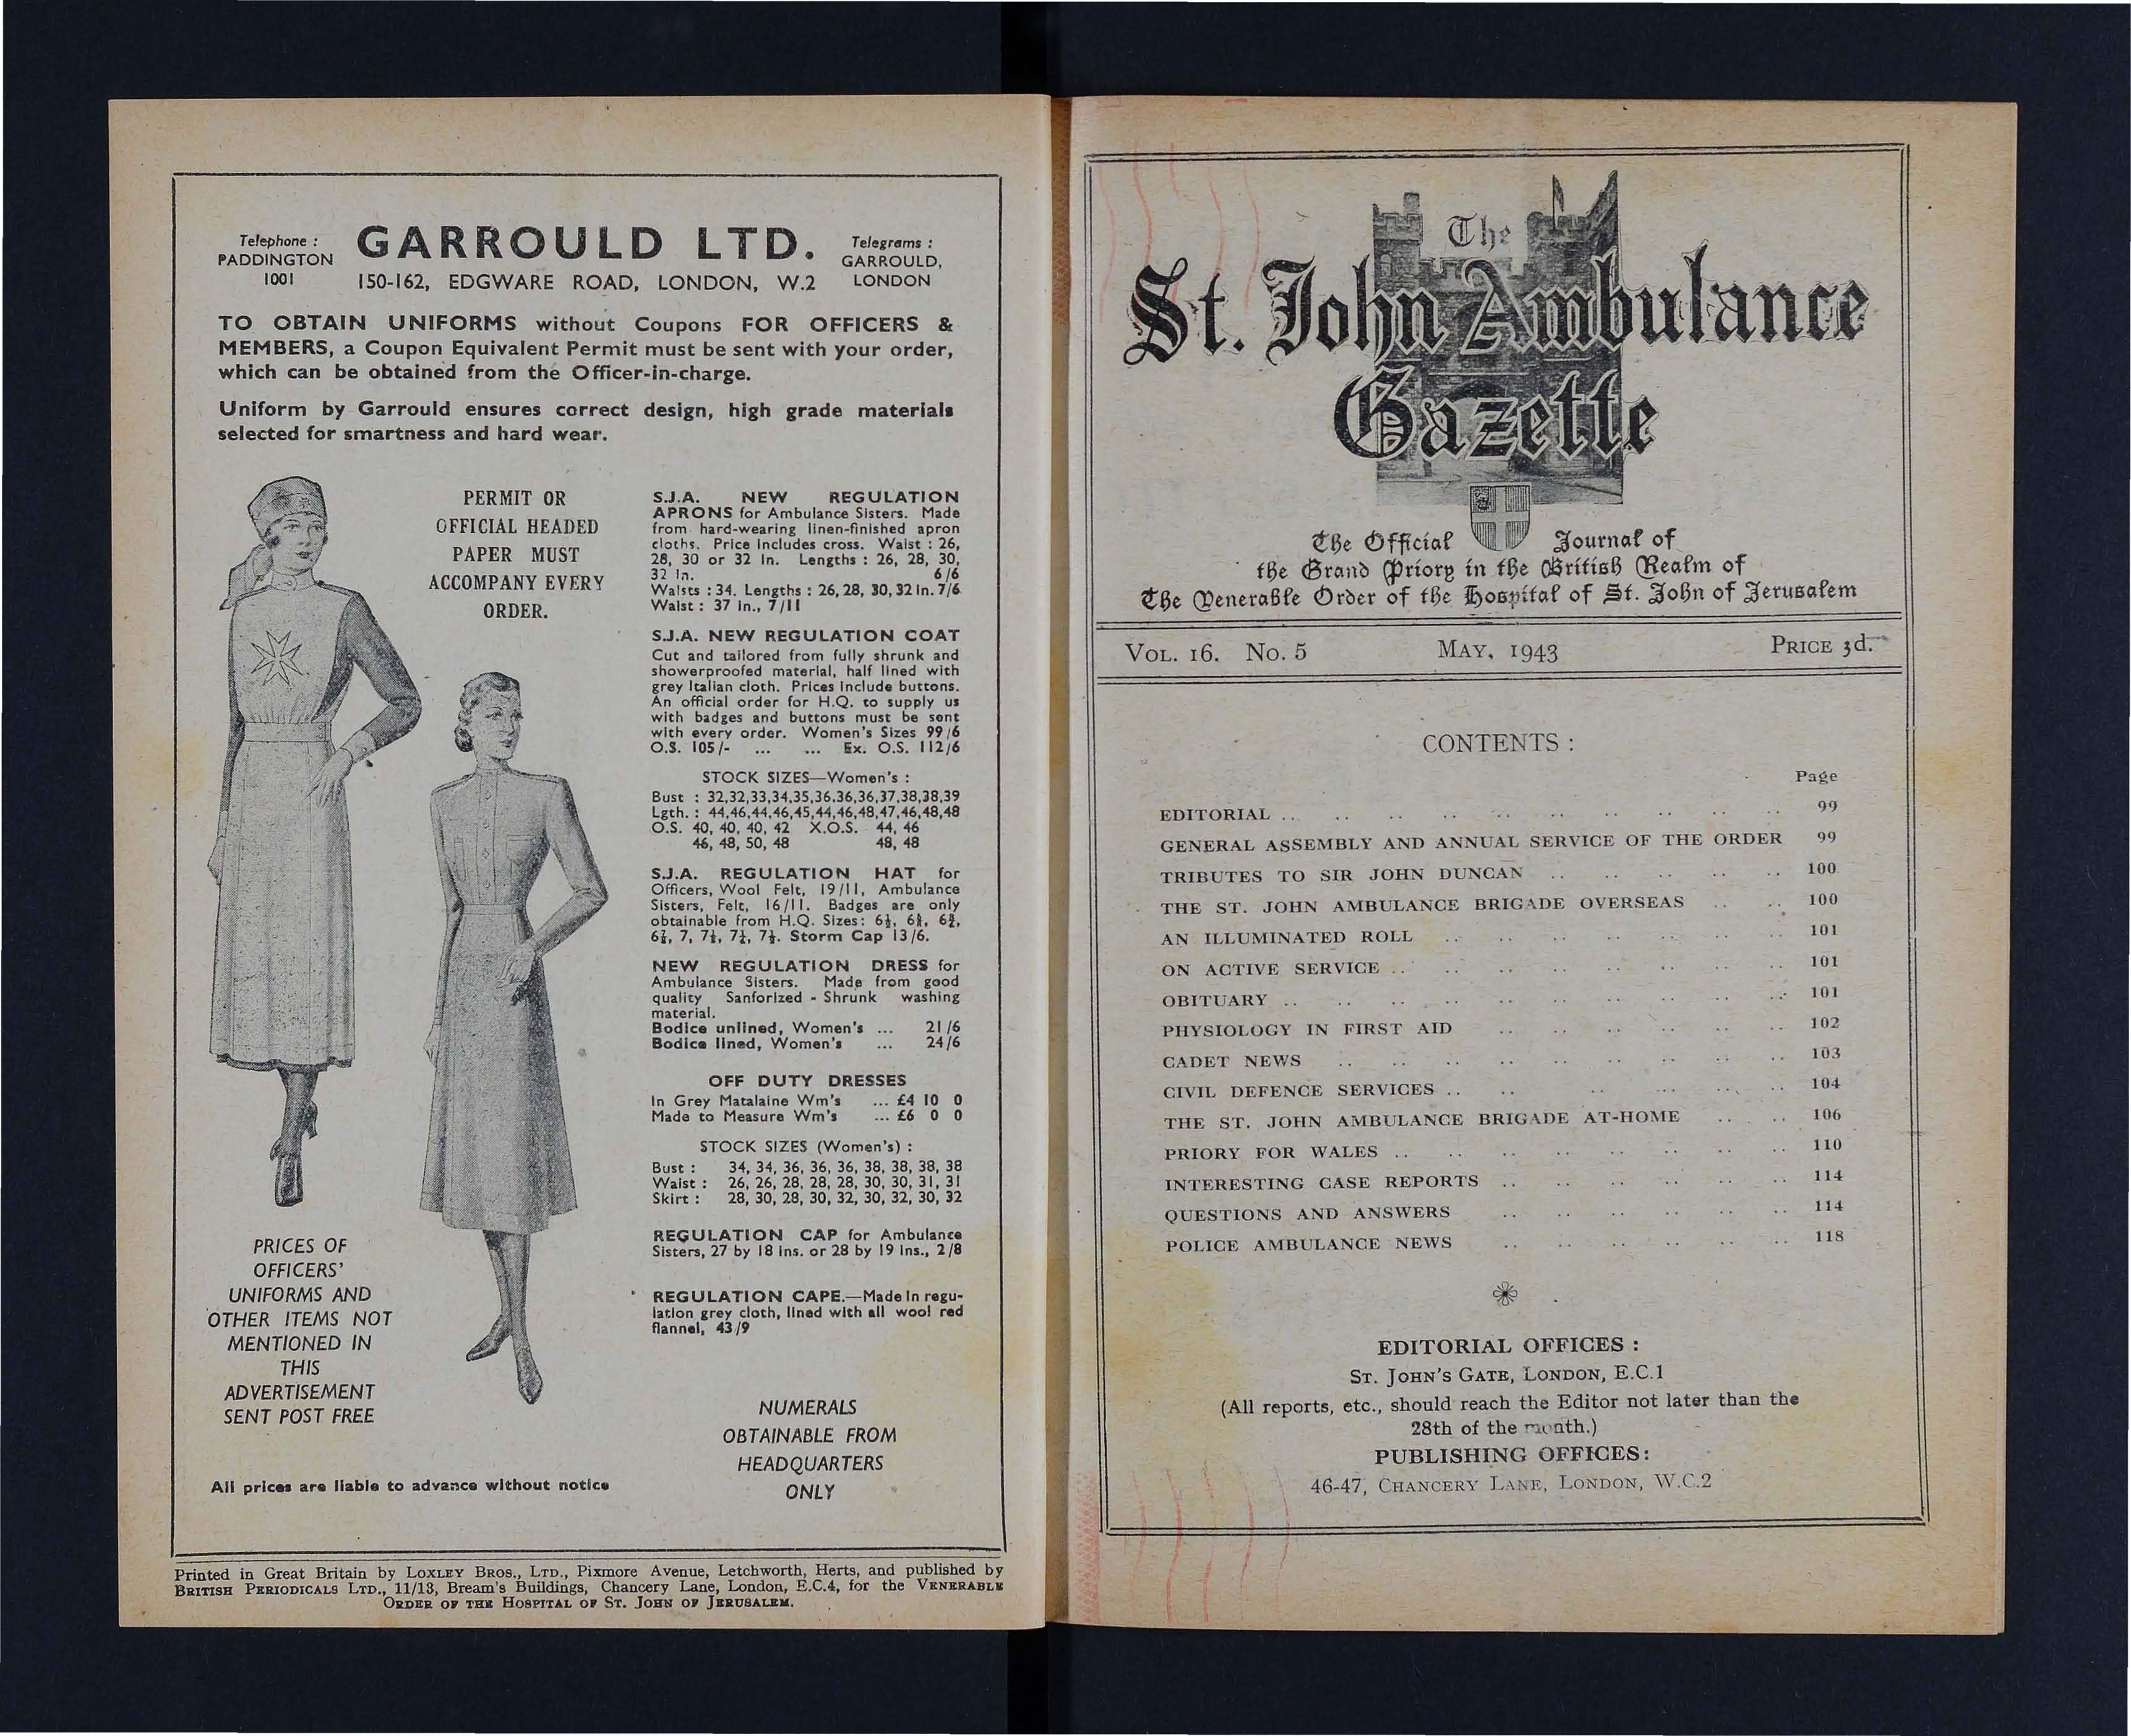 Telephone :
PADDINGTON
1001
GARROULD LTD.
150-162, EDGWARE ROAD, LONDON, W.2
Telegrams :
GARROULD,
LONDON
TO OBTAIN UNIFORMS without Coupons FOR OFFICERS &
MEMBERS, a Coupon Equivalent Permit must be sent with your order,
which can be obtained from the Officer-in-charge.
Uniform by Garrould ensures correct design, high grade materials
selected for smartness and hard wear.
PERMIT OR
OFFICIAL HEADED
PAPER MUST
ACCOMPANY EVERY
ORDER.
PRICES OF
OFFICERS'
UNIFORMS AND
OTHER ITEMS NOT
MENTIONED IN
THIS
ADVERTISEMENT
SENT POST FREE
All prices are liable to advance without notice
S.J.A. NEW REGULATION
APRONS for Ambulance Sisters. Made
from hard-wearing linen-finished apron
cloths. Price includes cross. Waist : 26,
28, 30 or 32 In. Lengths : 26, 28, 30,
32 In. 6/6
Waists : 34. Lengths : 26, 28, 30, 32 In. 7/6
Waist : 37 in., 7/11
S.J.A. NEW REGULATION COAT
Cut and tailored from fully shrunk and
showerproofed material, half lined with
grey Italian cloth. Prices include buttons.
An official order for H.Q. to supply us
with badges and buttons must be sent
with every order. Women's Sizes 99/6
O.S. 105/- ... ... Ex. O.S. 112/6
STOCK SIZES—Women's :
Bust : 32,32,33,34,35,36,36,36,37,38,38,39
Lgth. : 44,46,44,46,45,44,46,48,47,46,48,48
O.S. 40, 40, 40, 42 X.O.S. 44, 46
46, 48, 50, 48 48, 48
S.J.A. REGULATION HAT for
Officers, Wool Felt, 19/11, Ambulance
Sisters, Felt, 16/11. Badges are only
obtainable from H.Q. Sizes:
7, Storm Cap 13/6.
NEW REGULATION DRESS for
Ambulance Sisters. Made from good
quality Sanforized - Shrunk washing
material.
Bodice unlined, Women's ... 21/6
Bodice lined, Women's ... 24/6
OFF DUTY DRESSES
In Grey Matalaine Wm's ... £4 10 0
Made to Measure Wm's ... £6 0 0
STOCK SIZES (Women's) :
Bust : 34, 34, 36, 36, 36, 38, 38, 38, 38
Waist : 26, 26, 28, 28, 28, 30, 30, 31, 31
Skirt : 28, 30, 28, 30, 32, 30, 32, 30, 32
REGULATION CAP for Ambulance
Sisters, 27 by 18 ins. or 28 by 19 ins., 2/8
REGULATION CAPE.—Made in regu-
lation grey cloth, lined with all wool red
flannel, 43/9
NUMERALS
OBTAINABLE FROM
HEADQUARTERS
ONLY
Printed in Great Britain by LOXLEY BROS., LTD., Pixmore Avenue, Letchworth, Herts, and published by
BRITISH PERIODICALS LTD., 11/13, Bream's Buildings, Chancery Lane, London, E.C.4, for the VENERABLE
ORDER OF THE HOSPITAL OF ST. JOHN OF JERUSALEM.
The
St. John Ambulance
Gazette
The Official Journal of
the Grand Priory in the British Realm of
The Venerable Order of the Hospital of St. John of Jerusalem
VOL. 16. NO. 5 MAY, 1943 PRICE 3d.
CONTENTS :
Page
EDITORIAL .. .. .. .. .. .. .. .. .. .. 99
GENERAL ASSEMBLY AND ANNUAL SERVICE OF THE ORDER 99
TRIBUTES TO SIR JOHN DUNCAN .. .. .. .. .. 100
THE ST. JOHN AMBULANCE BRIGADE OVERSEAS .. .. 100
AN ILLUMINATED ROLL .. .. .. .. .. .. .. 101
ON ACTIVE SERVICE .. .. .. .. .. .. .. .. 101
OBITUARY .. .. .. .. .. .. .. .. .. .. 101
PHYSIOLOGY IN FIRST AID .. .. .. .. .. .. 102
CADET NEWS .. .. .. .. .. .. .. .. .. 103
CIVIL DEFENCE SERVICES .. .. .. .. .. .. 104
THE ST. JOHN AMBULANCE BRIGADE AT-HOME .. .. 106
PRIORY FOR WALES .. .. .. .. .. .. .. .. 110
INTERESTING CASE REPORTS .. .. .. .. .. .. 114
QUESTIONS AND ANSWERS .. .. .. .. .. .. 114
POLICE AMBULANCE NEWS .. .. .. .. .. .. 118
EDITORIAL OFFICES :
ST. JOHN'S GATE, LONDON, E.C.1
(All reports, etc., should reach the Editor not later than the
28th of the month.)
PUBLISHING OFFICES:
46-47, CHANCERY LANE, LONDON, W.C.2